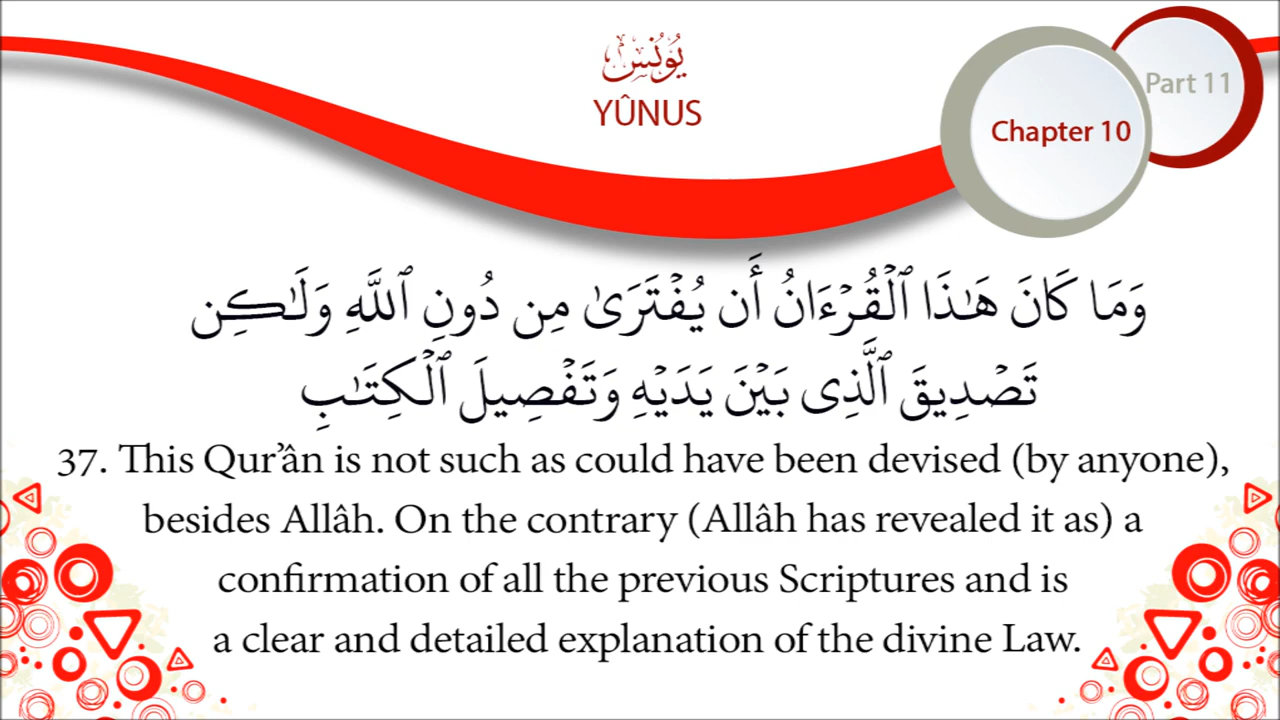 يُونُس
YÛNUS
Part 11
Chapter 10
وَمَا كَانَ هَـٰذَا ٱلْقُرْءَانُ أَن يُفْتَرَىٰ مِن دُونِ ٱللَّهِ وَلَـٰكِن
تَصْدِيقَ ٱلَّذِى بَيْنَ يَدَيْهِ وَتَفْصِيلَ ٱلْكِتَـٰبِ
37. This Qur’ân is not such as could have been devised (by anyone),
besides Allâh. On the contrary (Allâh has revealed it as) a
confirmation of all the previous Scriptures and is
a clear and detailed explanation of the divine Law.